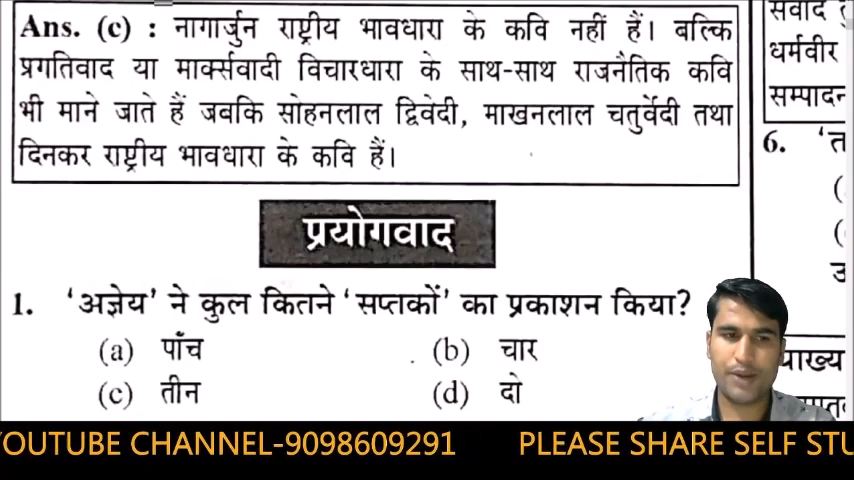 Ans. (c) : नागार्जुन राष्ट्रीय भावधारा के कवि नहीं हैं। बल्कि
प्रगतिवाद या मार्क्सवादी विचारधारा के साथ-साथ राजनैतिक कवि
भी माने जाते हैं जबकि सोहनलाल द्विवेदी, माखनलाल चतुर्वेदी तथा
दिनकर राष्ट्रीय भावधारा के कवि हैं।
प्रयोगवाद
1. 'अज्ञेय' ने कुल कितने 'सप्तकों' का प्रकाशन किया?
(a) पाँच (b) चार
(c) तीन (d) दो
संवाद
धर्मवीर
सम्पादन
6.
YOUTUBE CHANNEL-9098609291 PLEASE SHARE SELF STU